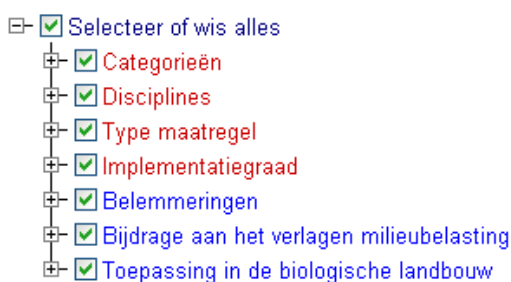 Selecteer of wis alles
Categorieën
Disciplines
Type maatregel
Implementatiegraad
Belemmeringen
Bijdrage aan het verlagen milieubelasting
Toepassing in de biologische landbouw